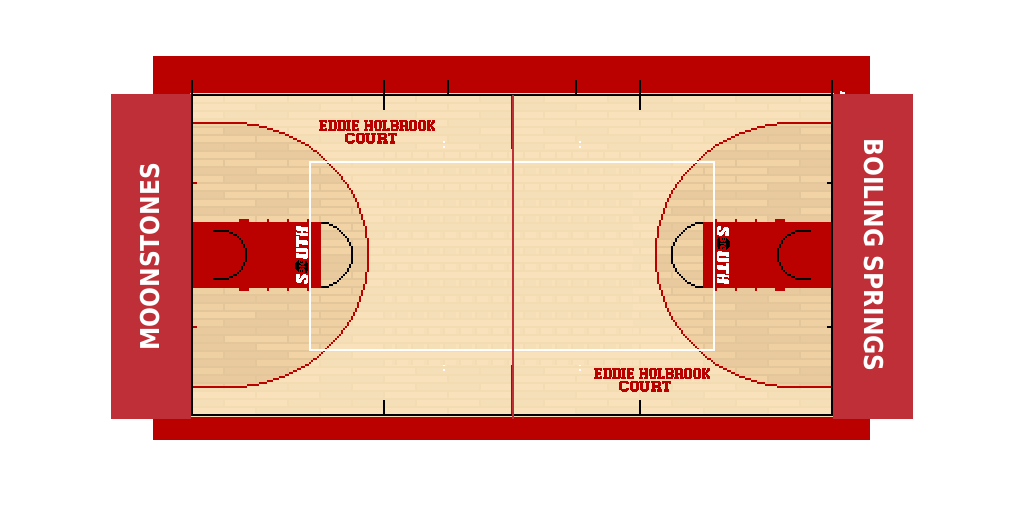 EDDIE HOLBROOK
COURT
MOONSTONES
SOUTH
SOUTH
BOILING SPRINGS
EDDIE HOLBROOK
COURT